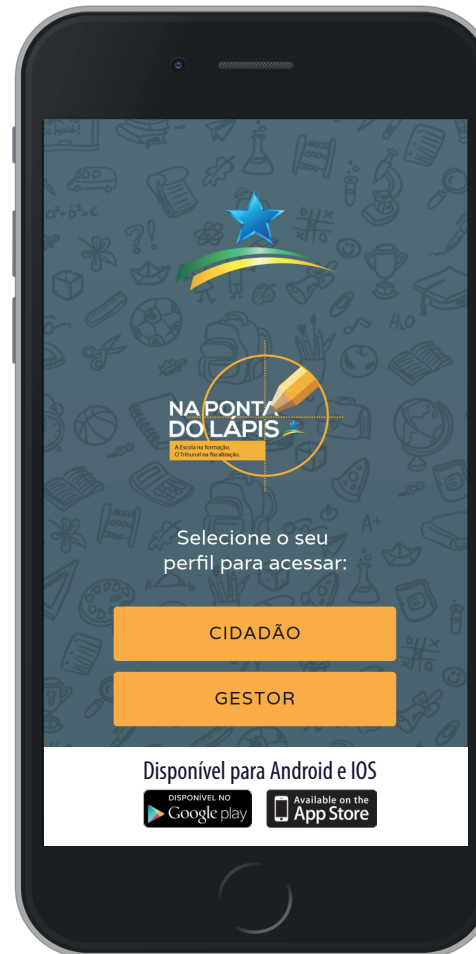 NA PONTA
DO LÁPIS
A Escola na formação.
O Tribunal na fiscalização.
Selecione o seu
perfil para acessar:
CIDADÃO
GESTOR
Disponível para Android e IOS
DISPONÍVEL NO
Google play
Available on the
App Store